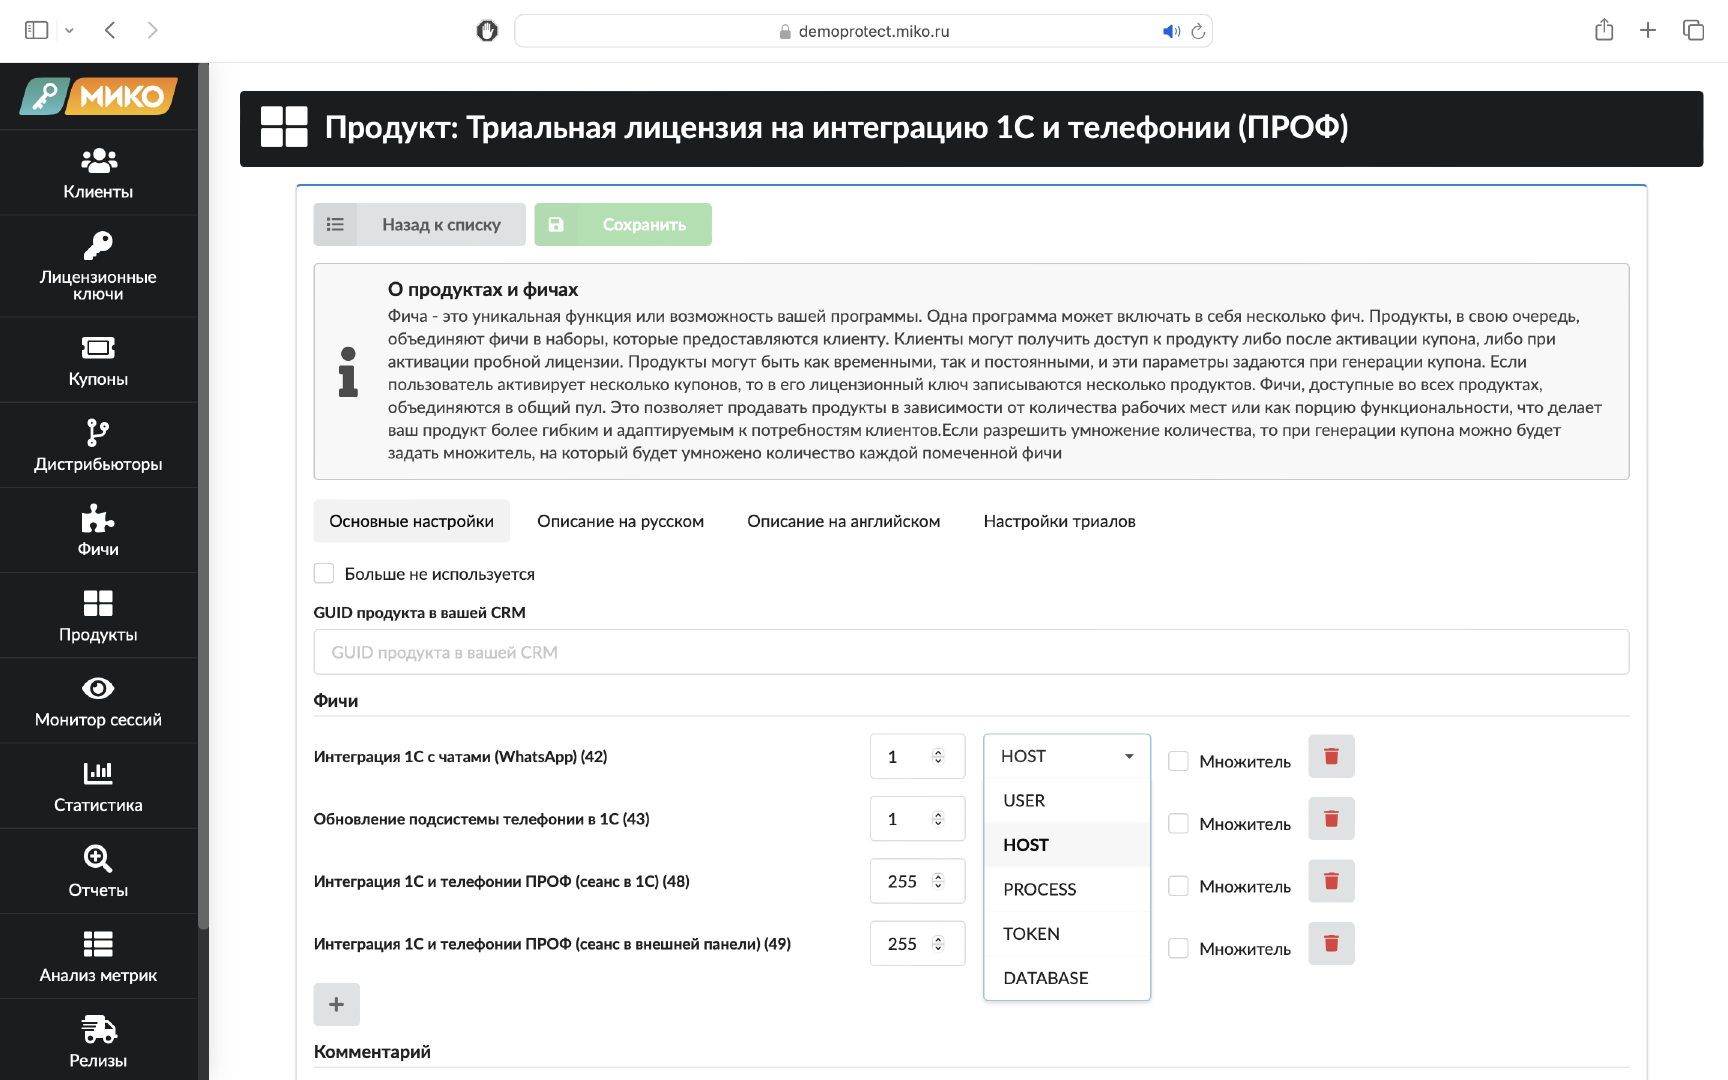 demoprotect.miko.ru
МИКО
Клиенты
Лицензионные
ключи
Купоны
Дистрибьюторы
Фичи
Продукты
Монитор сессий
Статистика
Отчеты
Анализ метрик
Релизы
Продукт: Триальная лицензия на интеграцию 1С и телефонии (ПРОФ)
Назад к списку
Сохранить
О продуктах и фичах
Фича - это уникальная функция или возможность вашей программы. Одна программа может включать в себя несколько фич. Продукты, в свою очередь,
объединяют фичи в наборы, которые предоставляются клиенту. Клиенты могут получить доступ к продукту либо после активации купона, либо при
активации пробной лицензии. Продукты могут быть как временными, так и постоянными, и эти параметры задаются при генерации купона. Если
пользователь активирует несколько купонов, то в его лицензионный ключ записываются несколько продуктов. Фичи, доступные во всех продуктах,
объединяются в общий пул. Это позволяет продавать продукты в зависимости от количества рабочих мест или как порцию функциональности, что делает
ваш продукт более гибким и адаптируемым к потребностям клиентов.Если разрешить умножение количества, то при генерации купона можно будет
задать множитель, на который будет умножено количество каждой помеченной фичи
Основные настройки
Описание на русском
Описание на английском
Настройки триалов
Больше не используется
GUID продукта в вашей CRM
GUID продукта в вашей CRM
Фичи
Интеграция 1С с чатами (WhatsApp) (42)
1
HOST
Множитель
Обновление подсистемы телефонии в 1С (43)
1
Множитель
Интеграция 1С и телефонии ПРОФ (сеанс в 1С) (48)
255
Множитель
Интеграция 1С и телефонии ПРОФ (сеанс в внешней панели) (49)
255
Множитель
USER
HOST
PROCESS
TOKEN
DATABASE
Комментарий